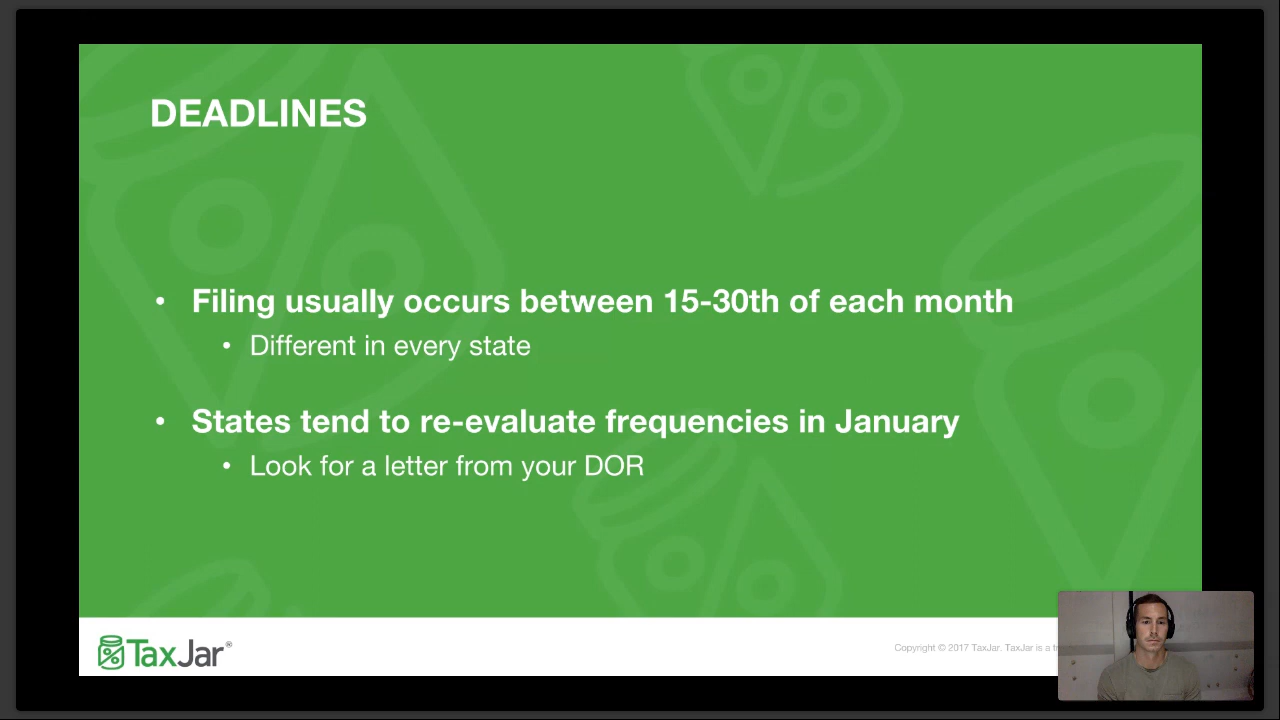 DEADLINES
• Filing usually occurs between 15-30th of each month
• Different in every state
• States tend to re-evaluate frequencies in January
• Look for a letter from your DOR
TaxJar®
Copyright © 2017 TaxJar. TaxJar is a